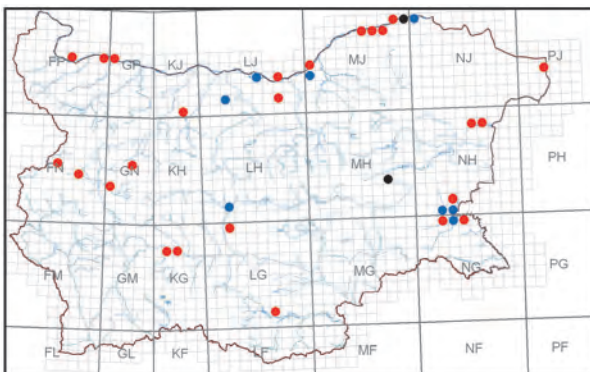 FP GP KJ LJ MJ NJ PJ
FN GN KH LH MH NH PH
FM GM KG LG MG NG PG
FL GL KF LF MF NF PF